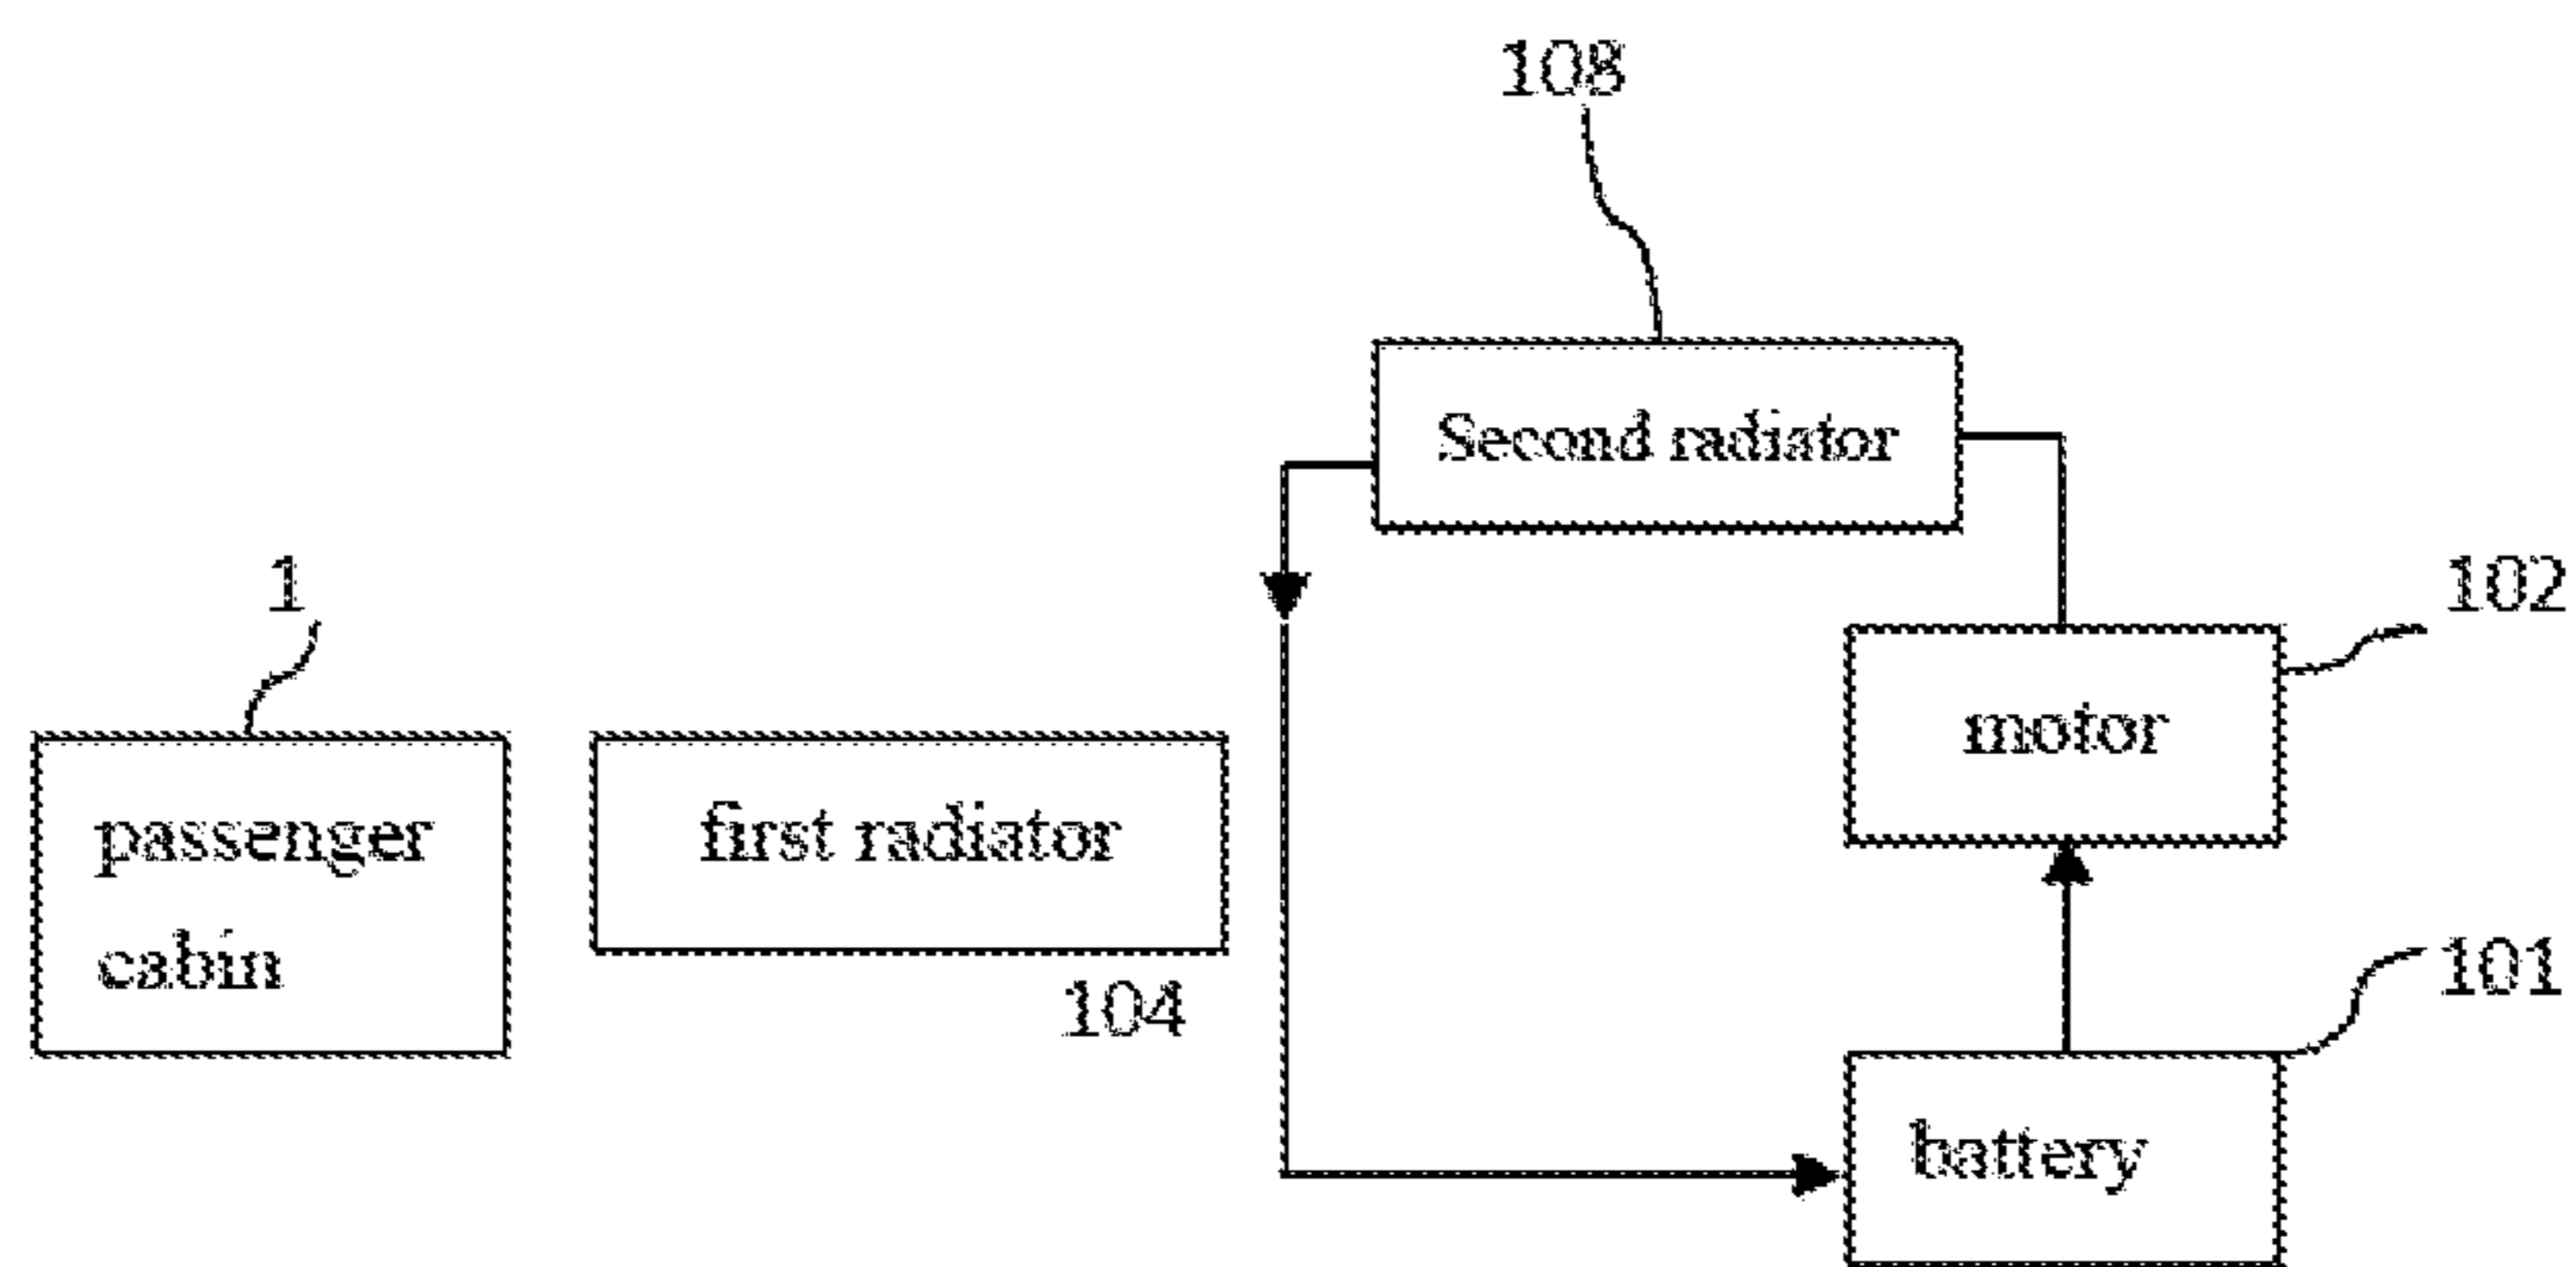 108
Second radiator
1
102
motor
passenger
cabin
first radiator
104
101
battery